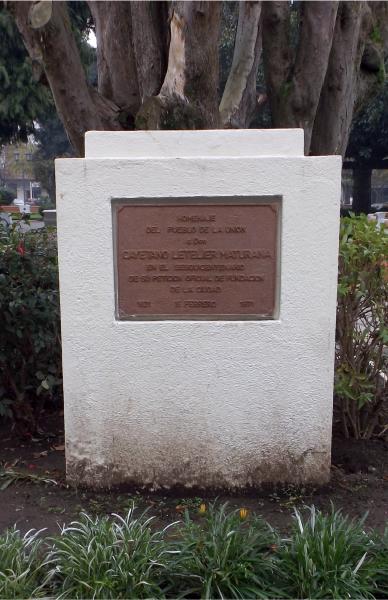 HOMENAJE
DEL PUEBLO DE LA UNION
a Don
CAYETANO LETELIER MATURANA
EN EL SESQUICENTENARIO
DE SU PETICION OFICIAL DE FUNDACION
DE LA CIUDAD
1821 FEBRERO 1971